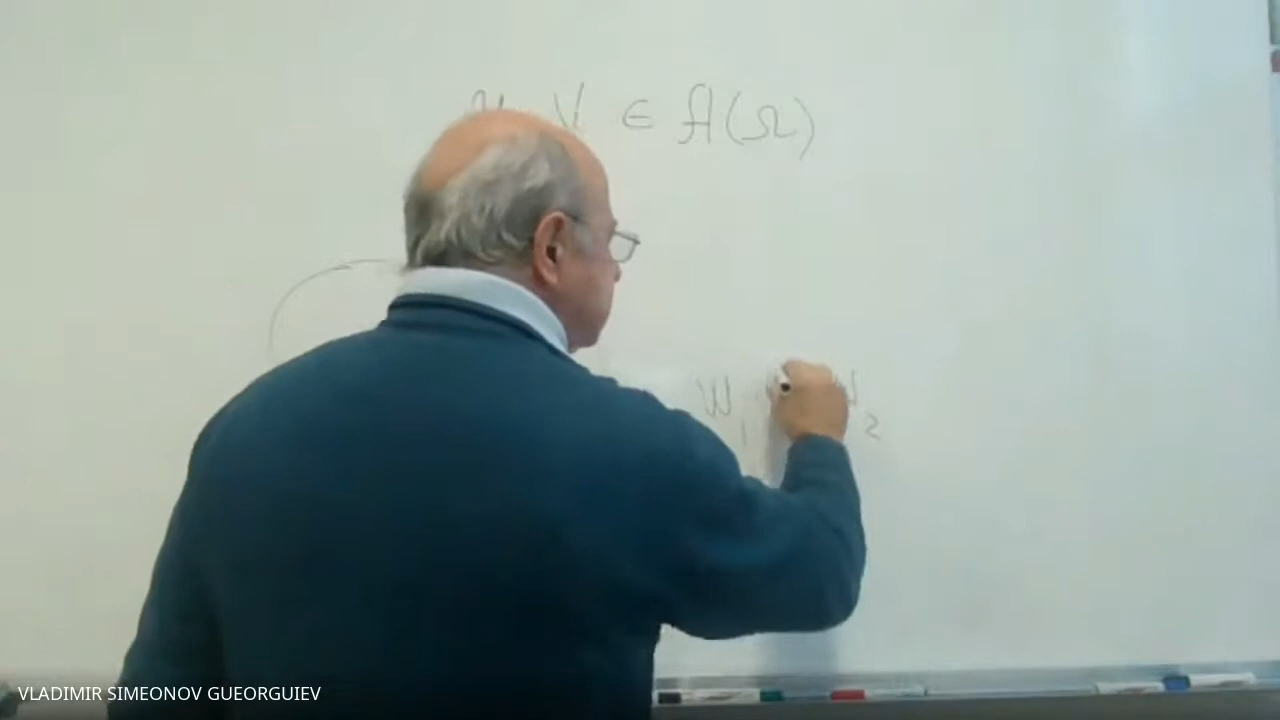 V ∈ A(Ω)
W₁ W₂
VLADIMIR SIMEONOV GUEORGUIEV